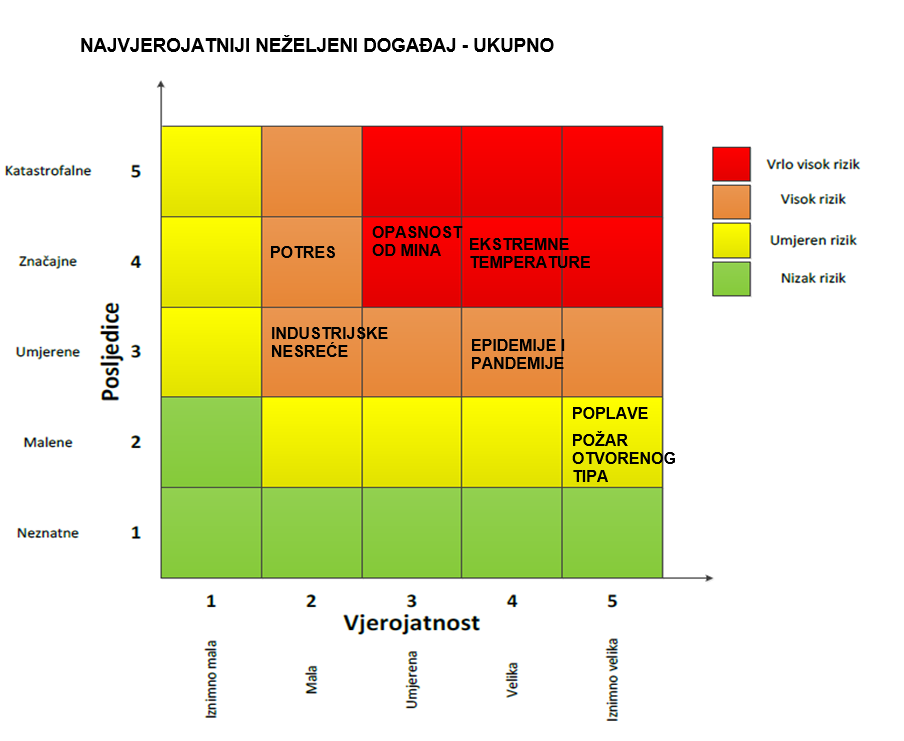 NAJVJEROJATNIJI NEŽELJENI DOGAĐAJ - UKUPNO
Katastrofalne 5
Značajne 4
Umjerene 3
Malene 2
Neznatne 1
Posljedice
POTRES
OPASNOST
OD MINA
EKSTREMNE
TEMPERATURE
INDUSTRIJSKE
NESREĆE
EPIDEMIJE I
PANDEMIJE
POPLAVE
POŽAR
OTVORENOG
TIPA
Vrlo visok rizik
Visok rizik
Umjeren rizik
Nizak rizik
1 2 3 4 5
Vjerojatnost
Iznimno mala
Mala
Umjerena
Velika
Iznimno velika